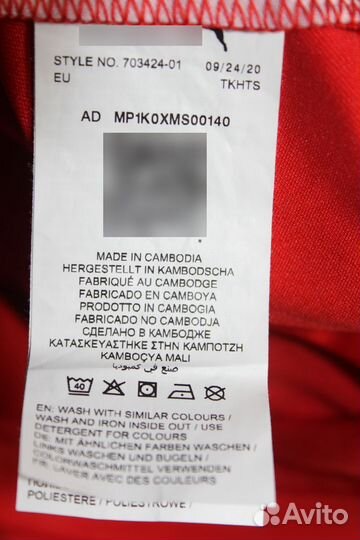 STYLE NO. 703424-01 09/24/20
EU TKHTS
AD MP1K0XMS00140
MADE IN CAMBODIA
HERGESTELLT IN KAMBODSCHA
FABRIQUÉ AU CAMBODGE
FABRICADO EN CAMBOYA
PRODOTTO IN CAMBOGIA
FABRICADO NO CAMBODJA
СДЕЛАНО В КАМБОДЖЕ
ΚΑΤΑΣΚΕΥΑΣΤΗΚΕ ΣΤΗΝ ΚΑΜΠΟΤΖΗ
KAMBOÇYA MALI
صنع في كمبوديا
40
EN: WASH WITH SIMILAR COLOURS /
WASH AND IRON INSIDE OUT / USE
DETERGENT FOR COLOURS
DE: MIT ÄHNLICHEN FARBEN WASCHEN /
LINKS WASCHEN UND BÜGELN /
COLORWASCHMITTEL VERWENDEN
FR: LAVER AVEC DES COULEURS
POLIESTERE / POLIESTROWE /
Avito